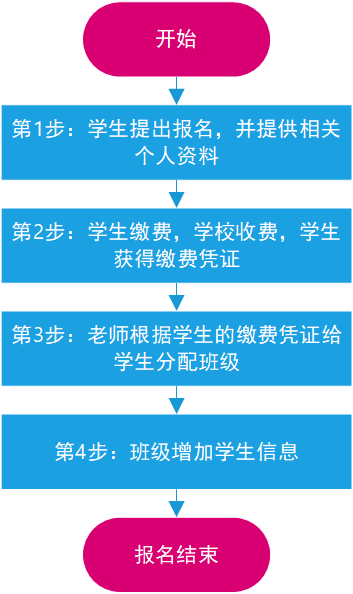 开始
第1步：学生提出报名，并提供相关
个人资料
第2步：学生缴费，学校收费，学生
获得缴费凭证
第3步：老师根据学生的缴费凭证给
学生分配班级
第4步：班级增加学生信息
报名结束